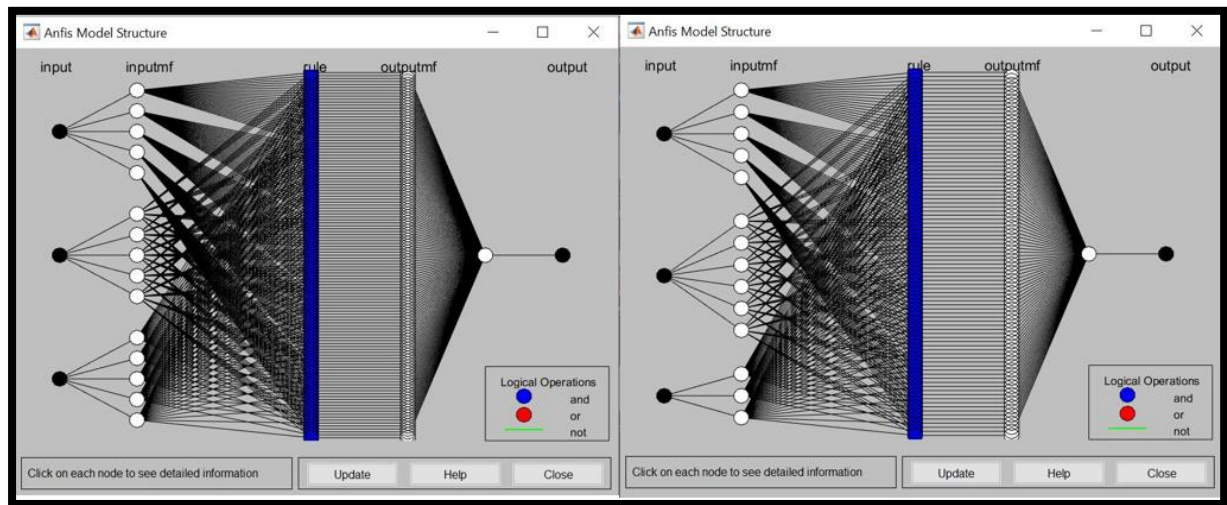 Anfis Model Structure
input inputmf rule outputmf output
Logical Operations
and
or
not
Click on each node to see detailed information
Update Help Close
Anfis Model Structure
input inputmf rule outputmf output
Logical Operations
and
or
not
Click on each node to see detailed information
Update Help Close